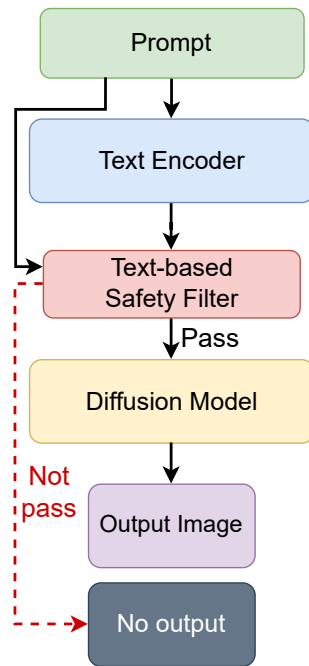 Prompt
Text Encoder
Text-based
Safety Filter
Pass
Diffusion Model
Not
pass
Output Image
No output